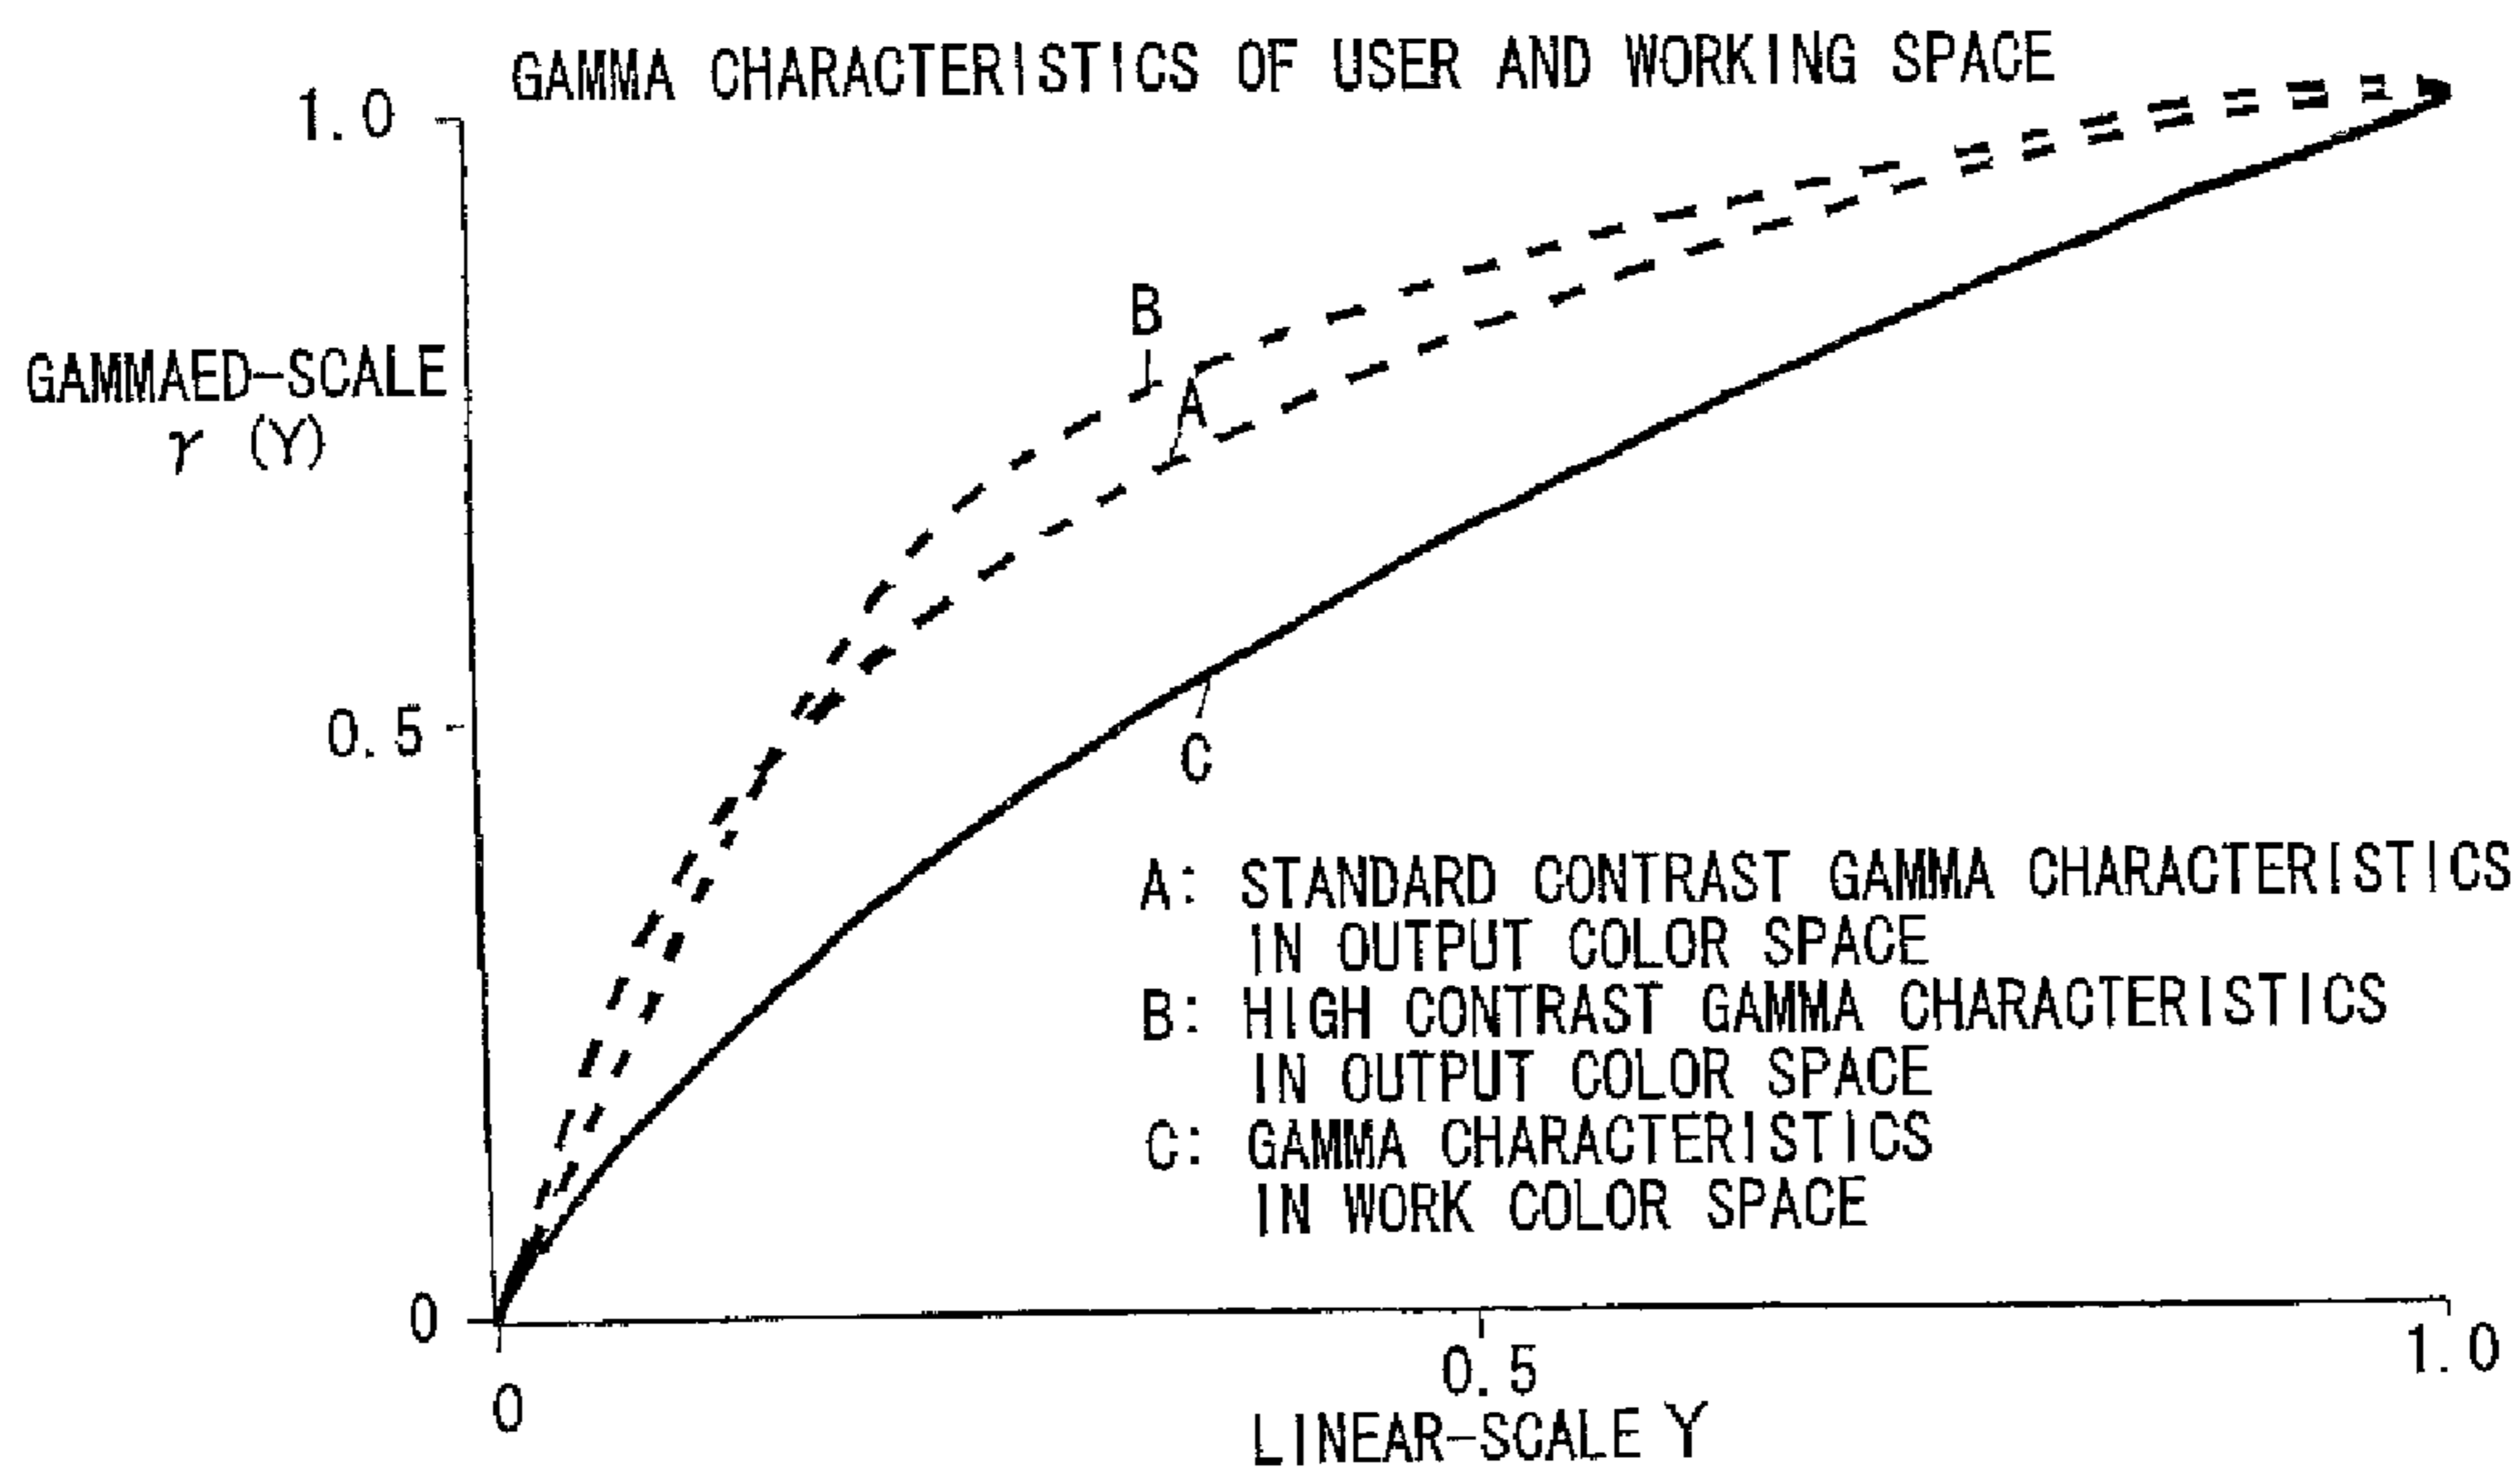 GAMMA CHARACTERISTICS OF USER AND WORKING SPACE
1.0
B
GAMMAED-SCALE
A
γ (Y)
0.5
C
A: STANDARD CONTRAST GAMMA CHARACTERISTICS
IN OUTPUT COLOR SPACE
B: HIGH CONTRAST GAMMA CHARACTERISTICS
IN OUTPUT COLOR SPACE
C: GAMMA CHARACTERISTICS
IN WORK COLOR SPACE
0
0
0.5
1.0
LINEAR-SCALE Y